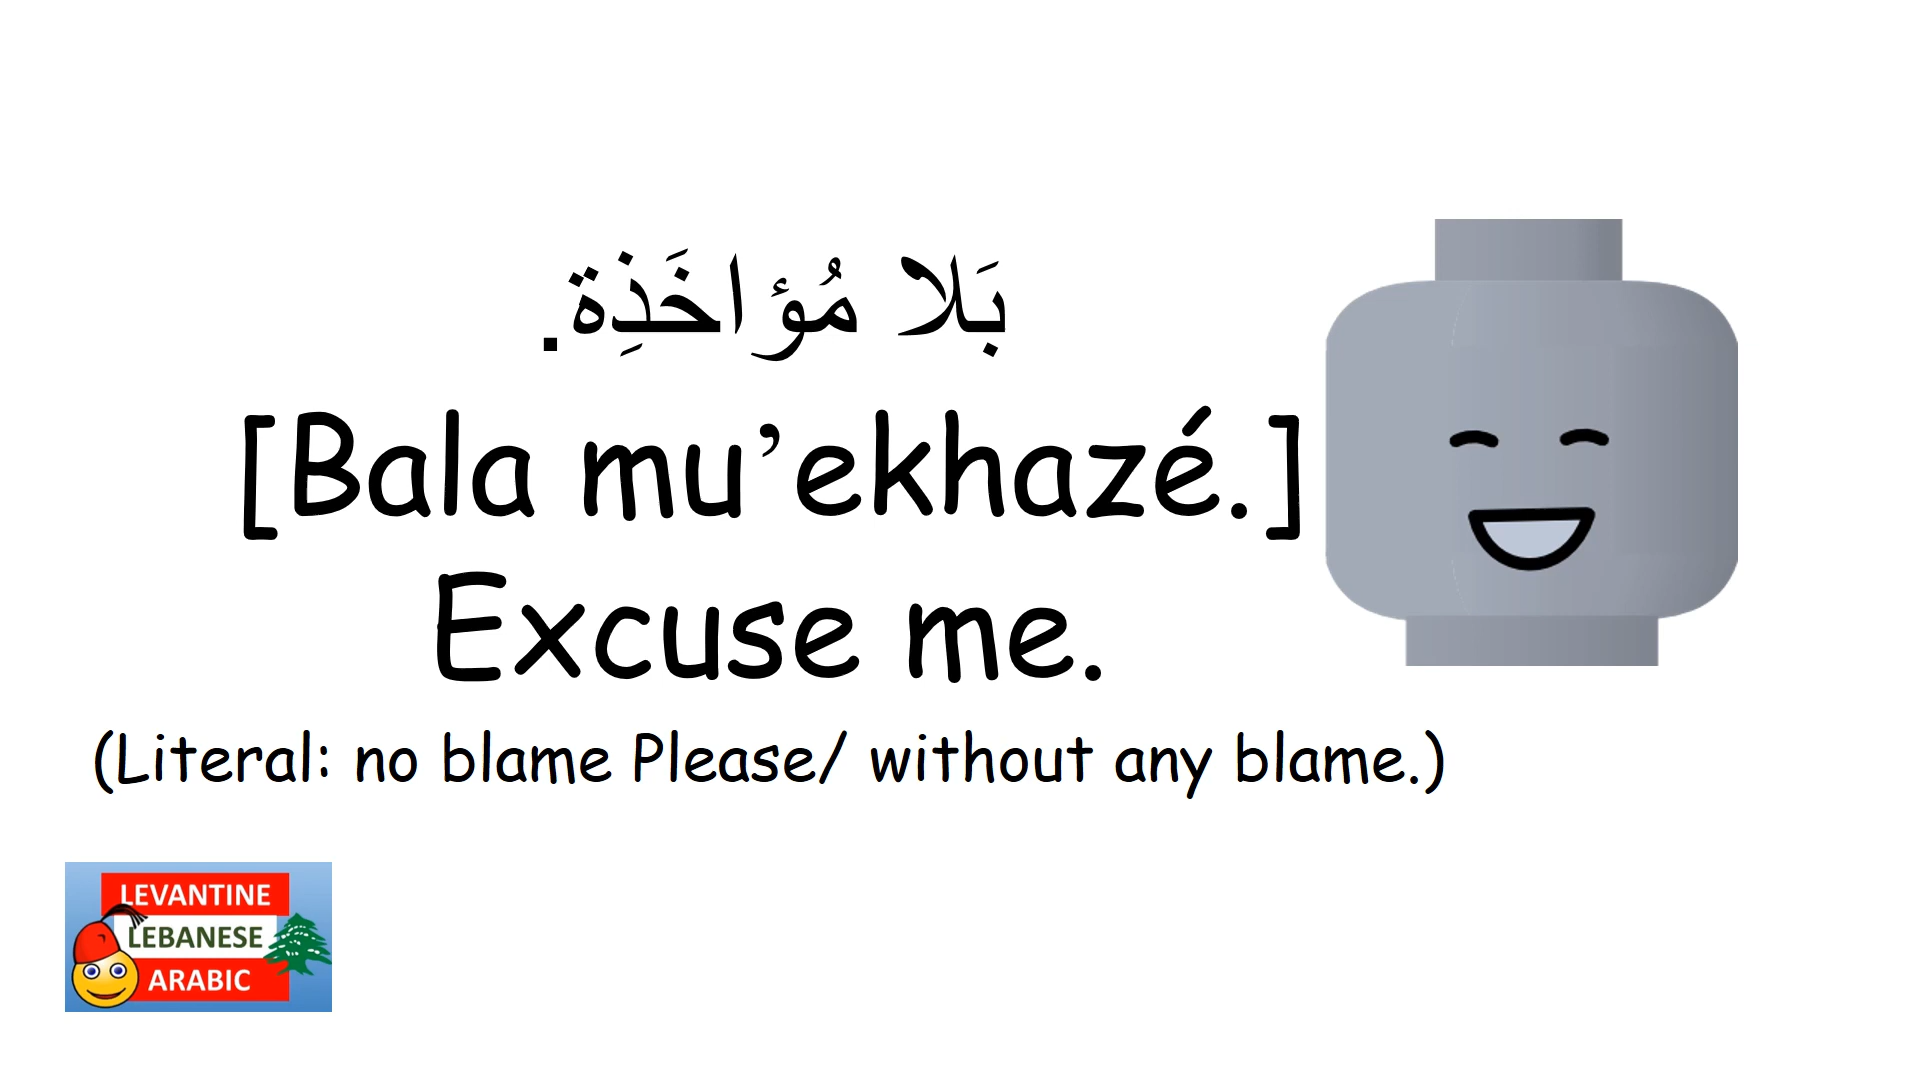 بَلا مُؤاخَذِة.
[Bala mu’ekhazé.]
Excuse me.
(Literal: no blame Please/ without any blame.)
LEVANTINE
LEBANESE
ARABIC